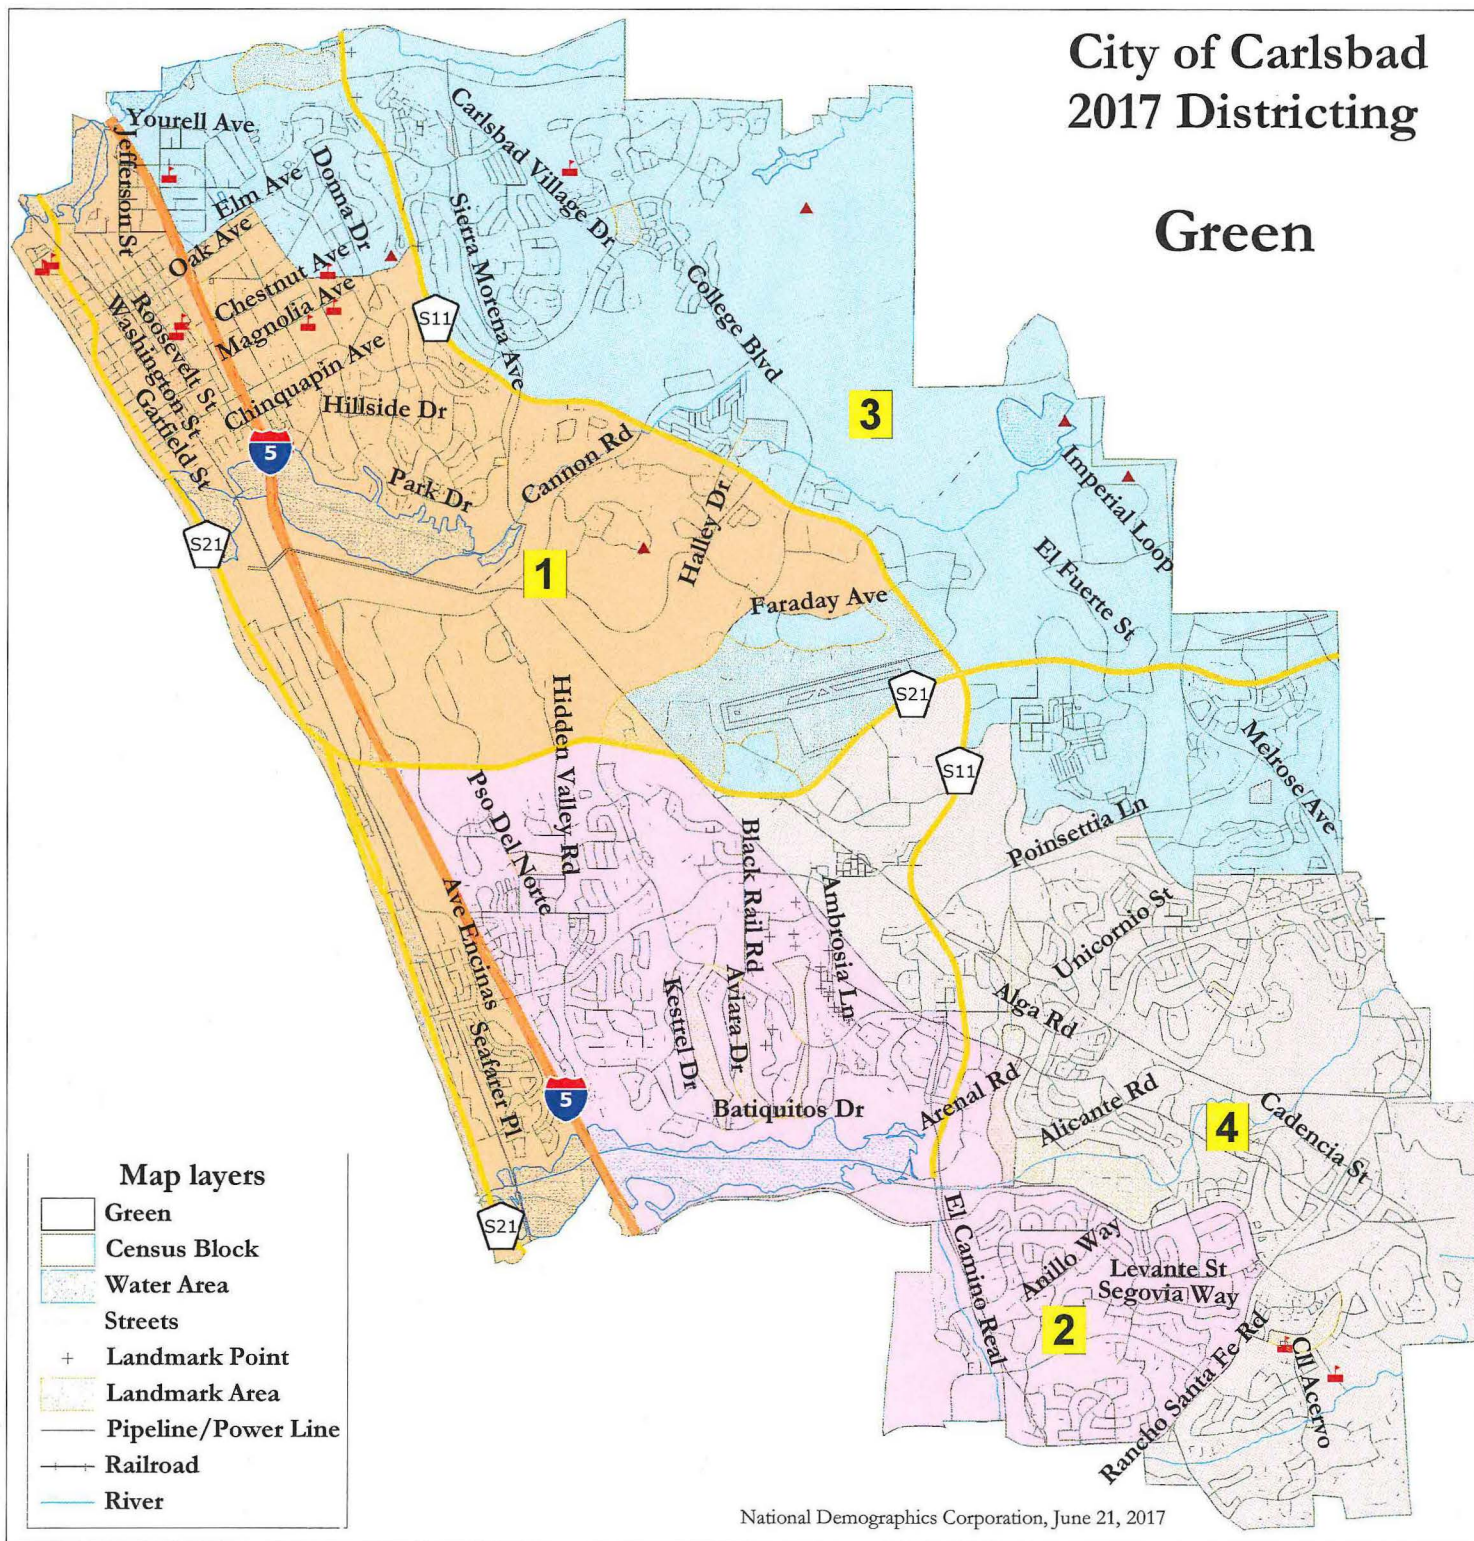 City of Carlsbad
2017 Districting
Green
Yourell Ave
Jefferson St
Elm Ave
Donna Dr
Oak Ave
Carlsbad Village Dr
Sierra Morena Ave
Chestnut Ave
Magnolia Ave
College Blvd
S11
Roosevelt St
Washington St
Garfield St
Chinquapin Ave
Hillside Dr
3
5
Park Dr
Cannon Rd
Imperial Loop
S21
Halley Dr
1
El Fuerte St
Faraday Ave
Hidden Valley Rd
S21
S11
Melrose Ave
Pso Del Norte
Poinsettia Ln
Black Rail Rd
Ambrosia Ln
Ave Encinas
Unicornio St
Kestrel Dr
Aviara Dr
Alga Rd
Seafarer Pl
5
Batiquitos Dr
Arenal Rd
Alicante Rd
4
Cadencia St
S21
El Camino Real
Anillo Way
Levante St
Segovia Way
2
Rancho Santa Fe Rd
Cll Acervo
Map layers
Green
Census Block
Water Area
Streets
Landmark Point
Landmark Area
Pipeline/Power Line
Railroad
River
National Demographics Corporation, June 21, 2017